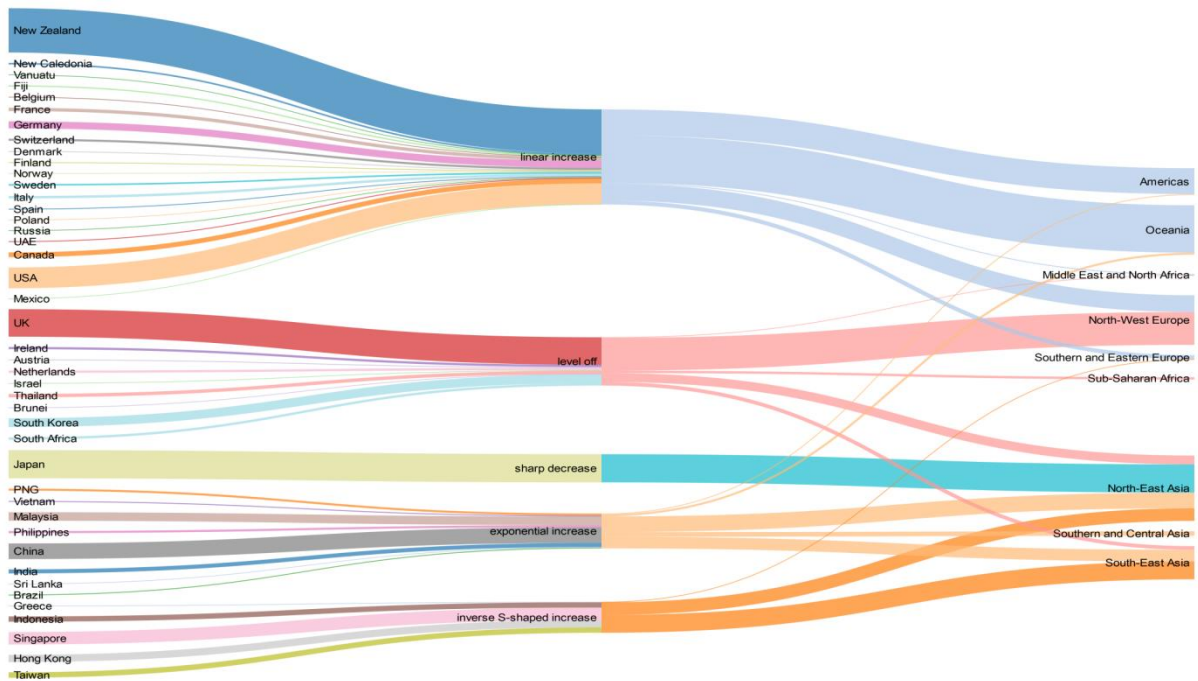 New Zealand
New Caledonia
Vanuatu
Fiji
Belgium
France
Germany
Switzerland
Denmark
Finland
Norway
Sweden
Italy
Spain
Poland
Russia
UAE
Canada
USA
Mexico
UK
Ireland
Austria
Netherlands
Israel
Thailand
Brunei
South Korea
South Africa
Japan
PNG
Vietnam
Malaysia
Philippines
China
India
Sri Lanka
Brazil
Greece
Indonesia
Singapore
Hong Kong
Taiwan
linear increase
level off
sharp decrease
exponential increase
inverse S-shaped increase
Americas
Oceania
Middle East and North Africa
North-West Europe
Southern and Eastern Europe
Sub-Saharan Africa
North-East Asia
Southern and Central Asia
South-East Asia